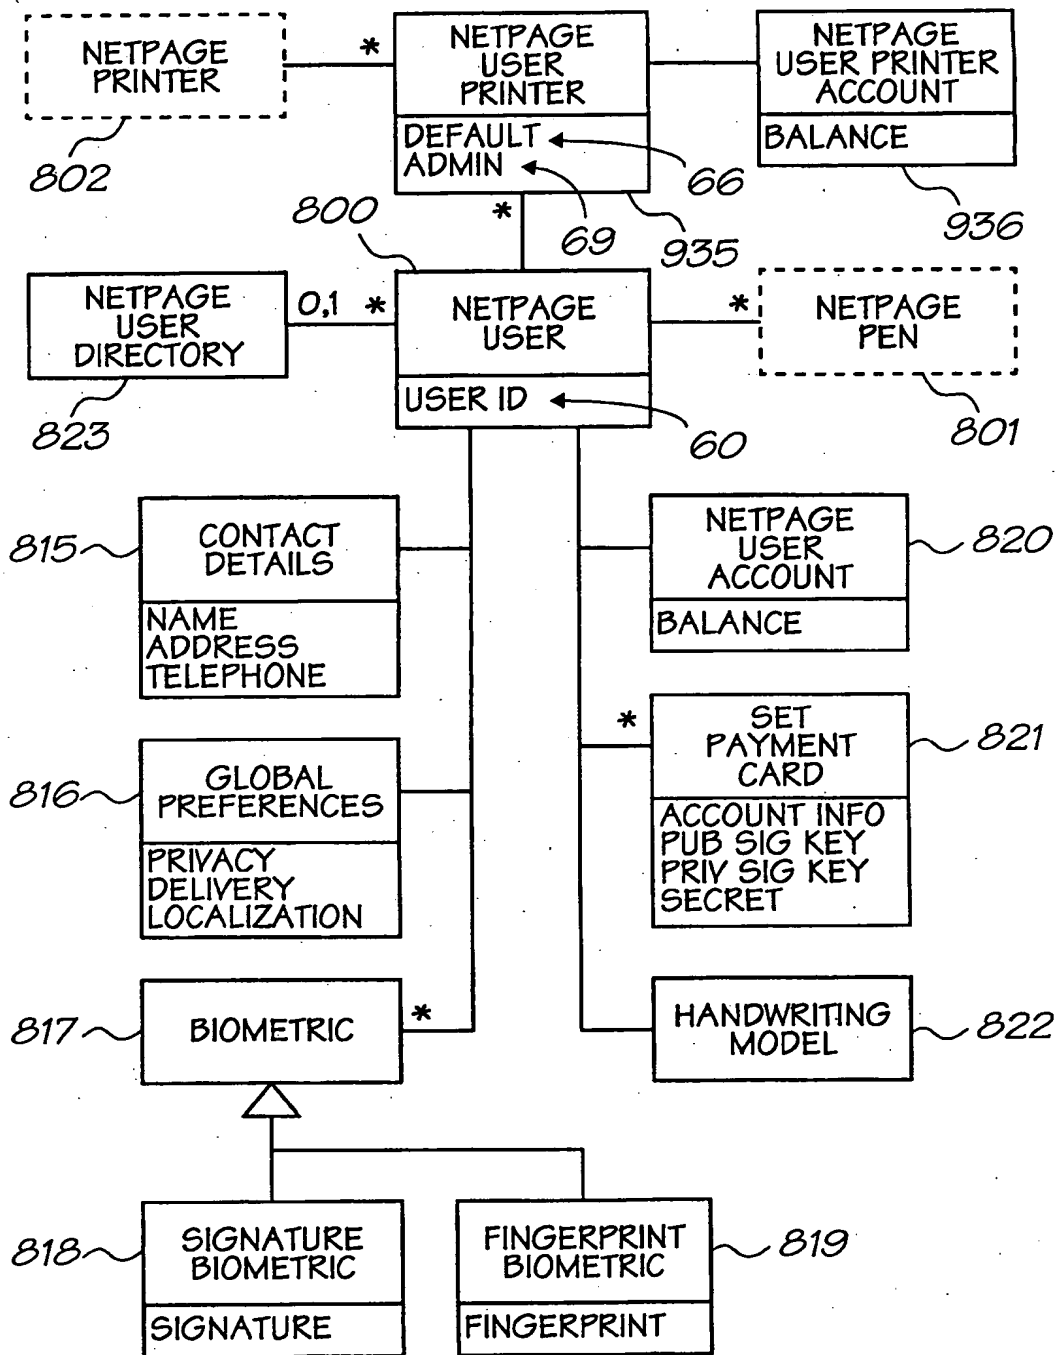 NETPAGE
PRINTER
802
*
NETPAGE
USER
PRINTER
DEFAULT
ADMIN
66
69
935
NETPAGE
USER PRINTER
ACCOUNT
BALANCE
936
*
800
NETPAGE
USER
DIRECTORY
823
0,1
*
NETPAGE
USER
USER ID
60
*
NETPAGE
PEN
801
815
CONTACT
DETAILS
NAME
ADDRESS
TELEPHONE
NETPAGE
USER
ACCOUNT
BALANCE
820
816
GLOBAL
PREFERENCES
PRIVACY
DELIVERY
LOCALIZATION
*
SET
PAYMENT
CARD
ACCOUNT INFO
PUB SIG KEY
PRIV SIG KEY
SECRET
821
817
BIOMETRIC
*
HANDWRITING
MODEL
822
818
SIGNATURE
BIOMETRIC
SIGNATURE
FINGERPRINT
BIOMETRIC
FINGERPRINT
819